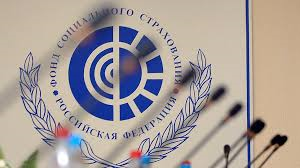 ФОНД СОЦИАЛЬНОГО СТРАХОВАНИЯ
РОССИЙСКАЯ ФЕДЕРАЦИЯ